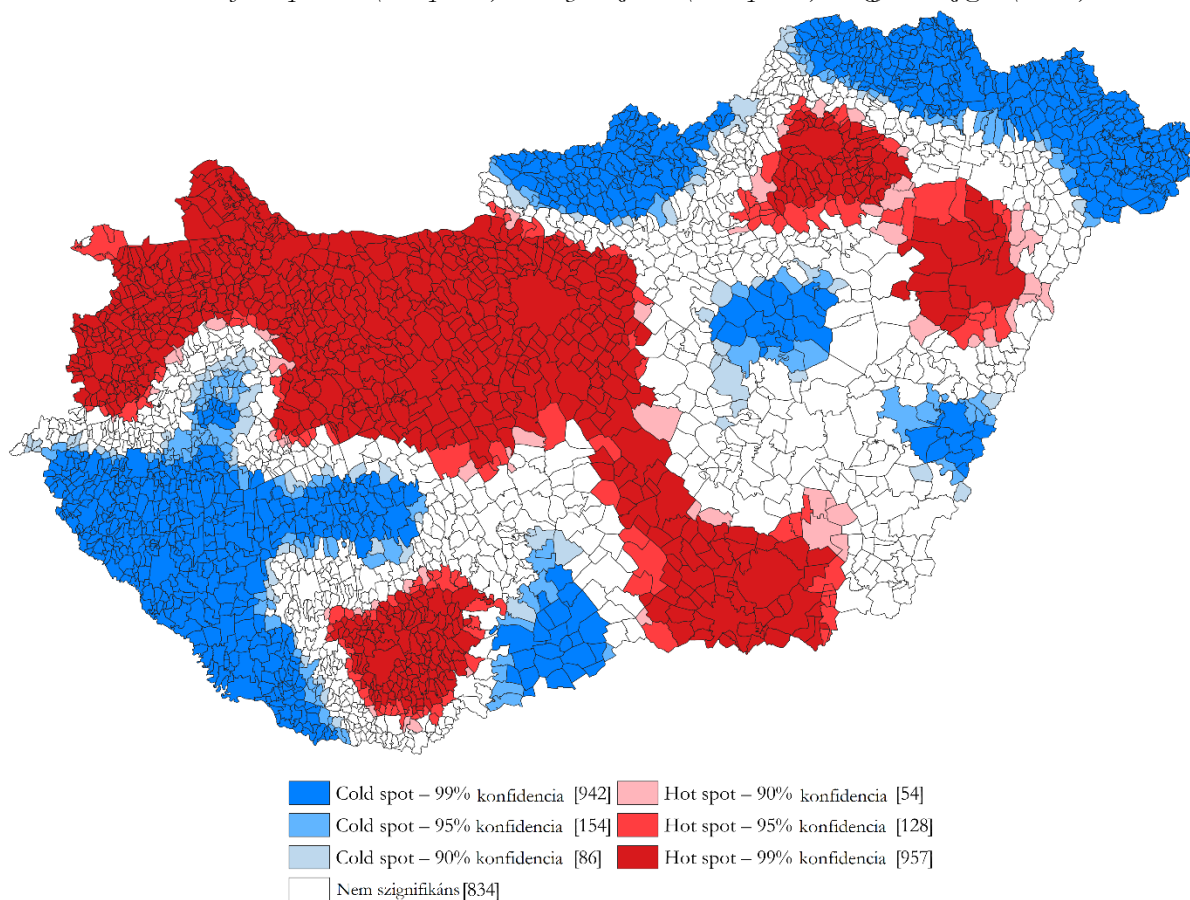 Cold spot – 99% konfidencia [942]
Hot spot – 90% konfidencia [54]
Cold spot – 95% konfidencia [154]
Hot spot – 95% konfidencia [128]
Cold spot – 90% konfidencia [86]
Hot spot – 99% konfidencia [957]
Nem szignifikáns [834]